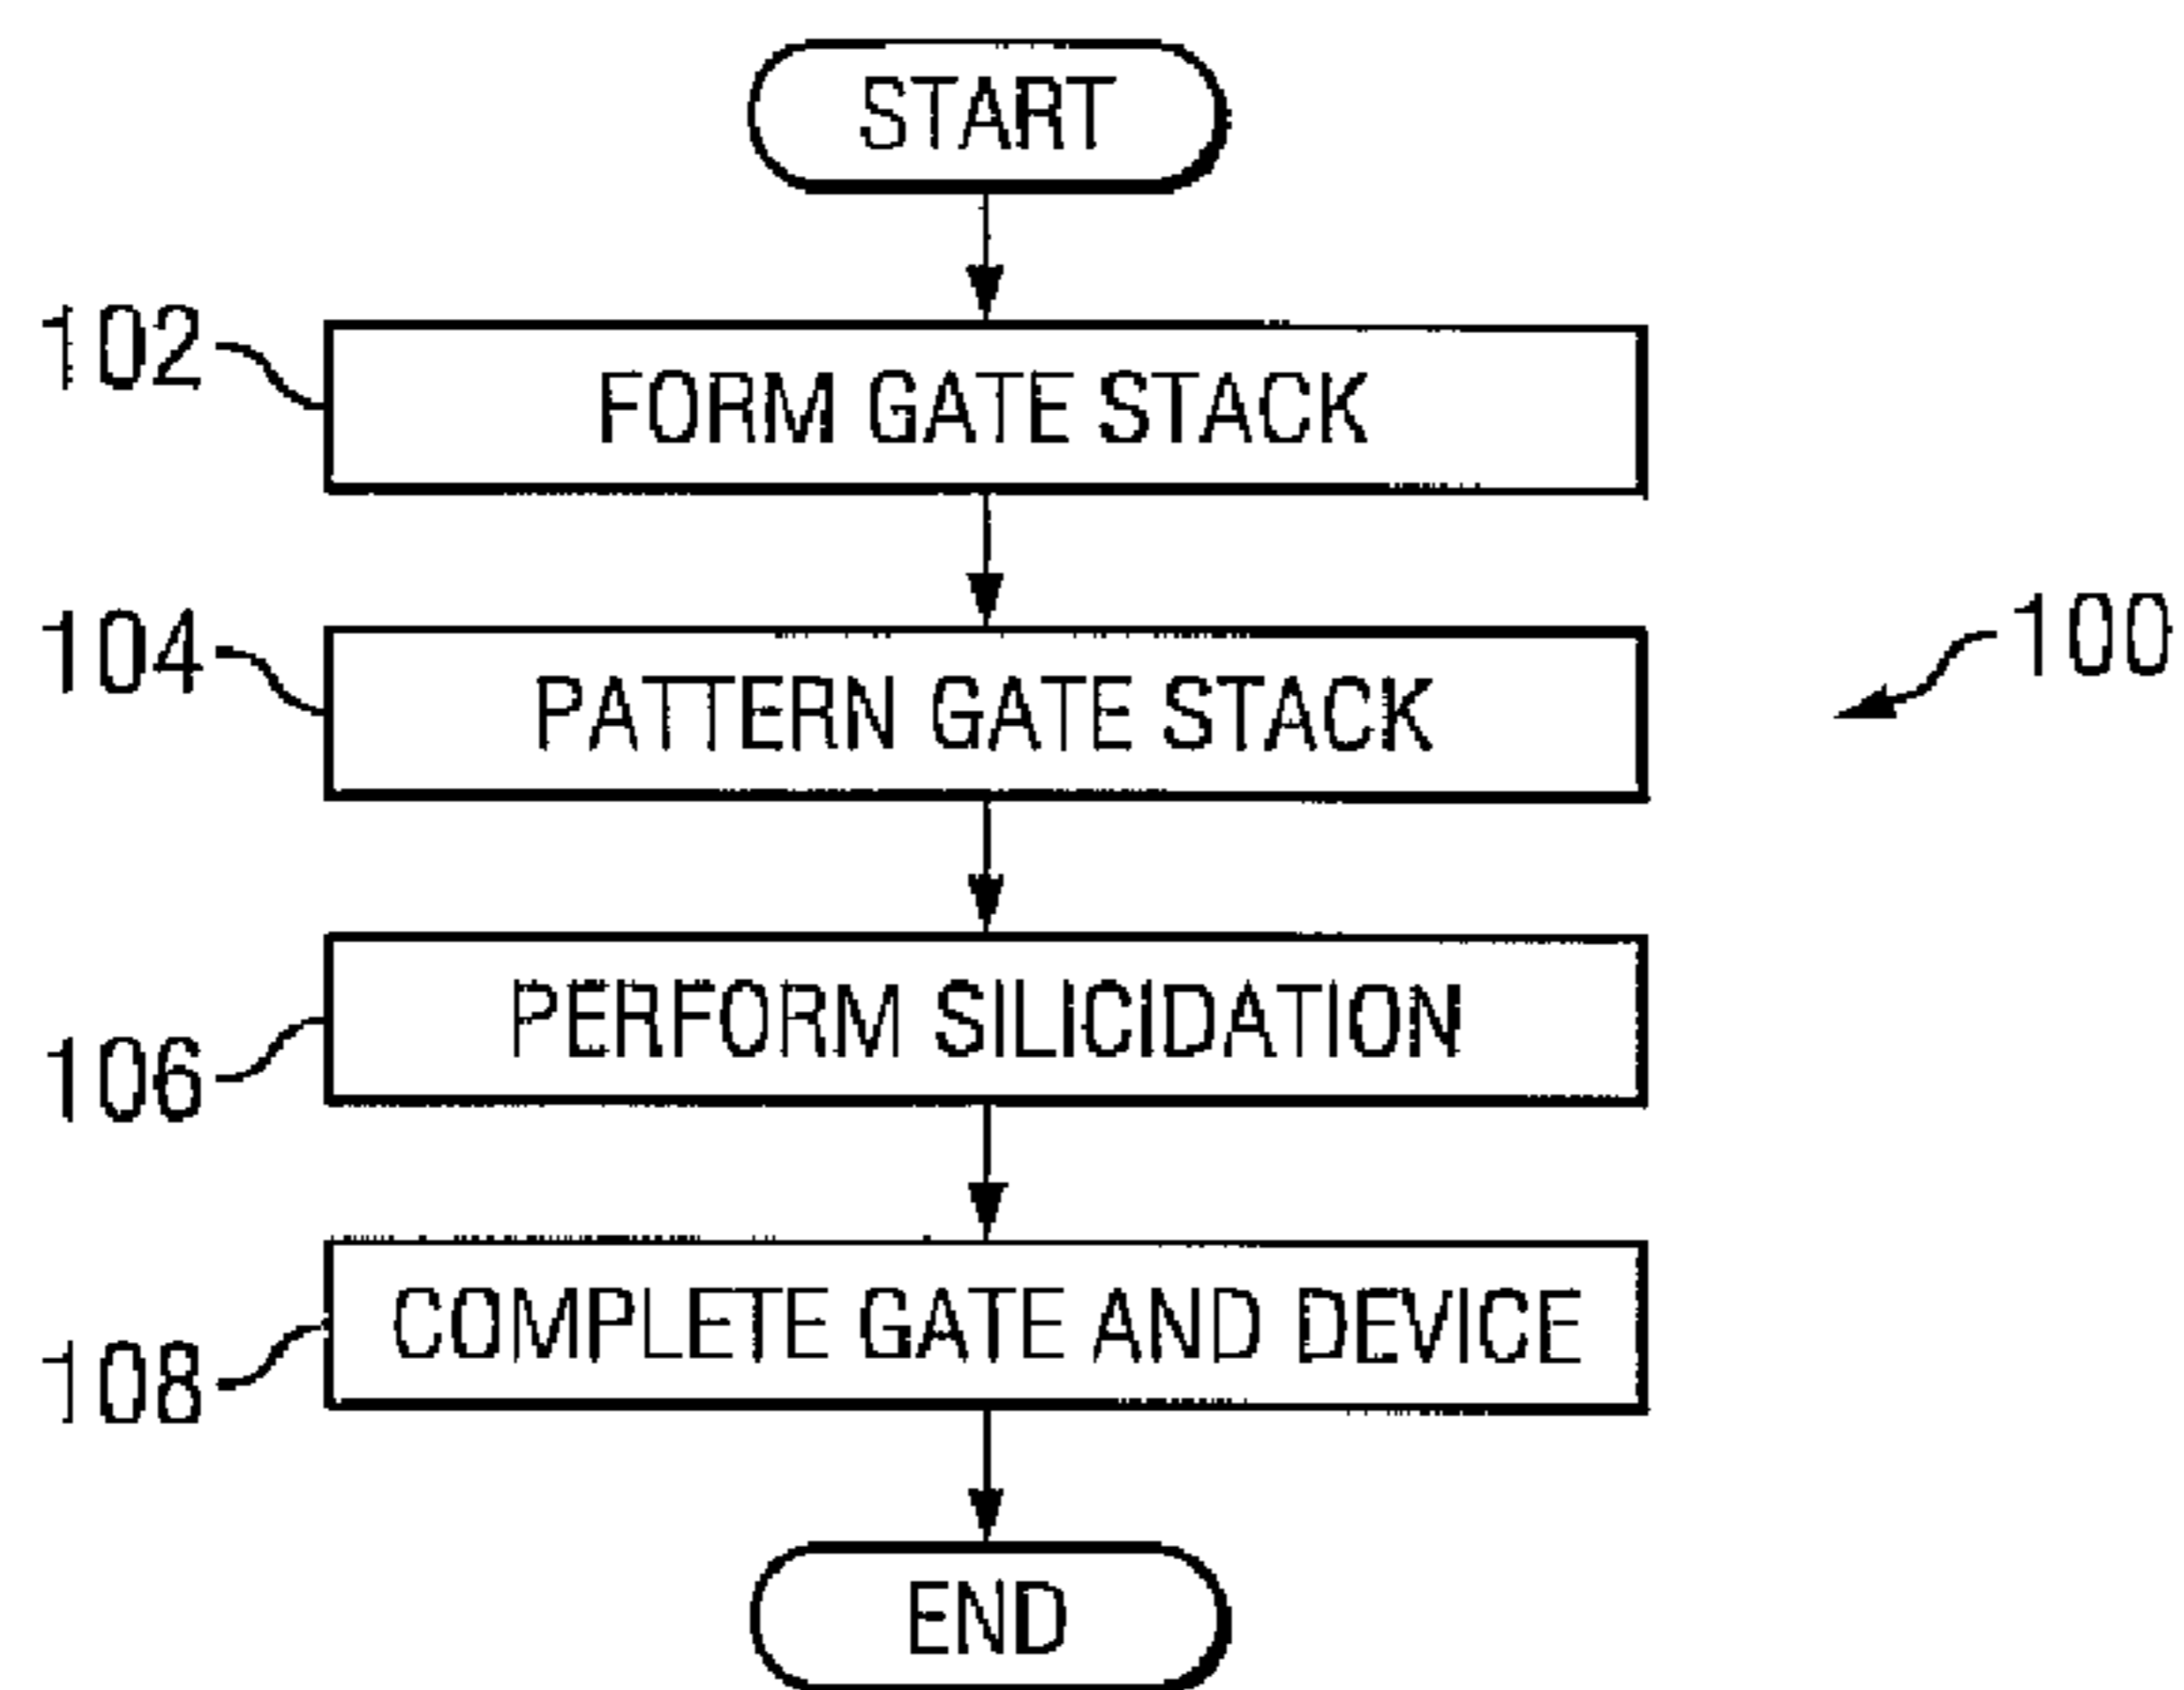 START
102
FORM GATE STACK
104
PATTERN GATE STACK
100
PERFORM SILICIDATION
106
COMPLETE GATE AND DEVICE
108
END